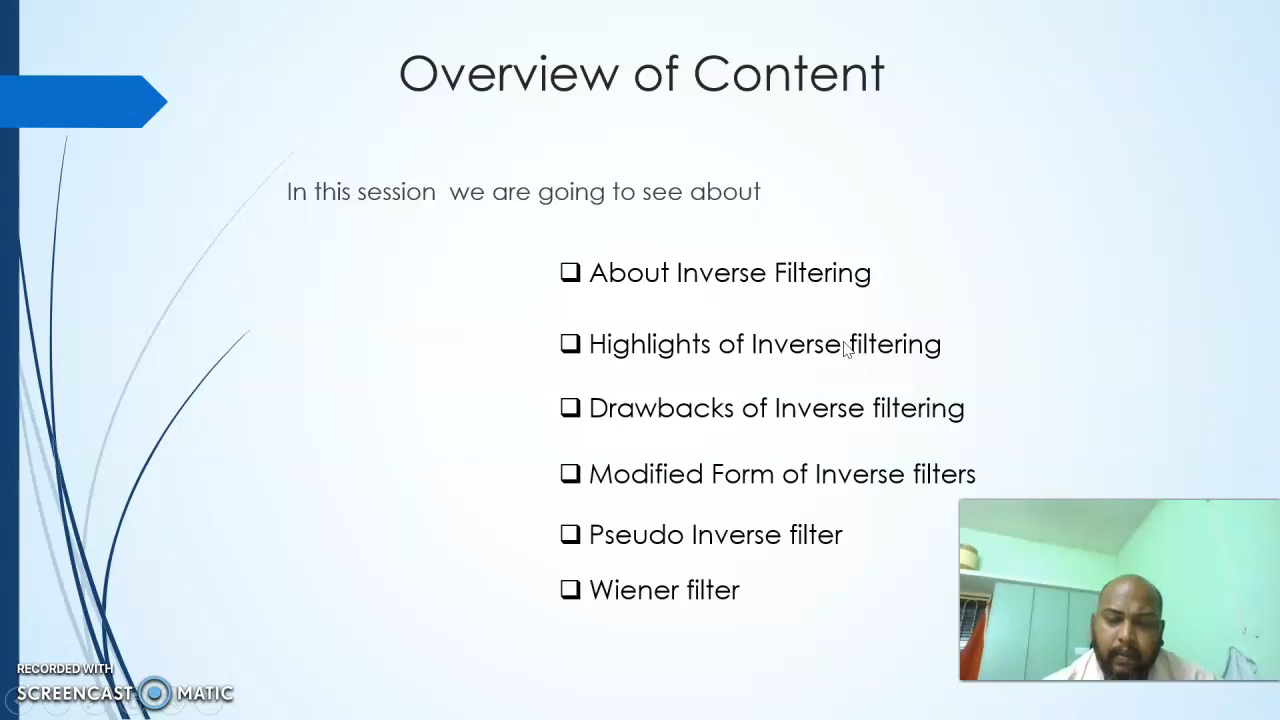 Overview of Content
In this session we are going to see about
❑ About Inverse Filtering
❑ Highlights of Inverse filtering
❑ Drawbacks of Inverse filtering
❑ Modified Form of Inverse filters
❑ Pseudo Inverse filter
❑ Wiener filter
RECORDED WITH
SCREENCAST MATIC